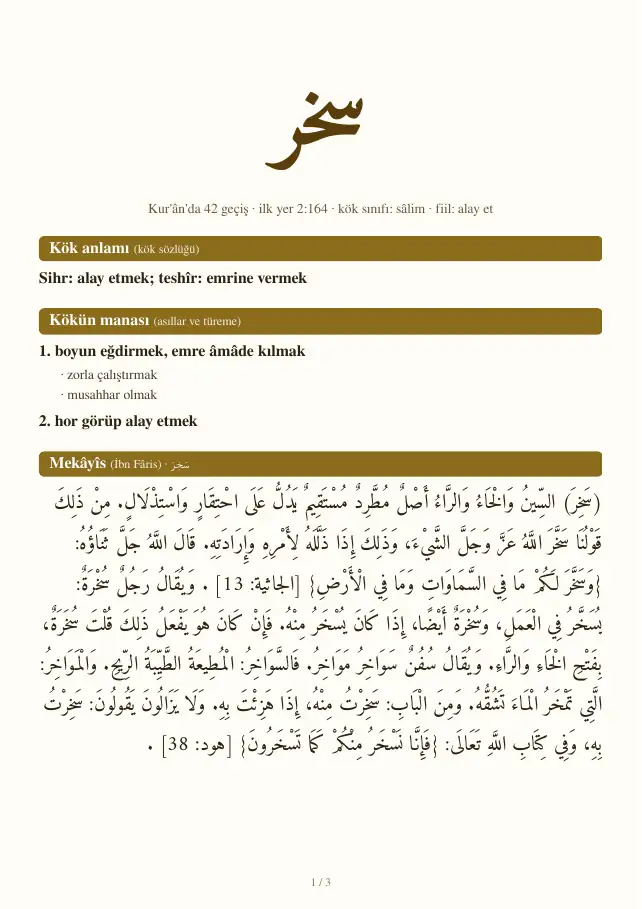 سخر
Kur'ân'da 42 geçiş · ilk yer 2:164 · kök sınıfı: sâlim · fiil: alay et
Kök anlamı (kök sözlüğü)
Sihr: alay etmek; teshîr: emrine vermek
Kökün manası (asıllar ve türeme)
1. boyun eğdirmek, emre âmâde kılmak
· zorla çalıştırmak
· musahhar olmak
2. hor görüp alay etmek
Mekâyîs (İbn Fâris) · سَخِرَ
(سَخِرَ) السِّينُ وَالْخَاءُ وَالرَّاءُ أَصْلٌ مُطَّرِدٌ مُسْتَقِيمٌ يَدُلُّ عَلَى احْتِقَارٍ وَاسْتِذْلَالٍ. مِنْ ذَلِكَ
قَوْلُنَا سَخَّرَ اللَّهُ عَزَّ وَجَلَّ الشَّيْءَ، وَذَلِكَ إِذَا ذَلَّلَهُ لِأَمْرِهِ وَإِرَادَتِهِ. قَالَ اللَّهُ جَلَّ ثَنَاؤُهُ:
{وَسَخَّرَ لَكُمْ مَا فِي السَّمَاوَاتِ وَمَا فِي الْأَرْضِ} [الجاثية: 13] . وَيُقَالُ رَجُلٌ سُخْرَةٌ:
يُسَخَّرُ فِي الْعَمَلِ، وَسُخْرَةٌ أَيْضًا، إِذَا كَانَ يُسْخَرُ مِنْهُ. فَإِنْ كَانَ هُوَ يَفْعَلُ ذَلِكَ قُلْتَ سُخَرَةٌ،
بِفَتْحِ الْخَاءِ وَالرَّاءِ. وَيُقَالُ سُفُنٌ سَوَاخِرُ مَوَاخِرُ. فَالسَّوَاخِرُ: الْمُطِيعَةُ الطَّيِّبَةُ الرِّيحِ. وَالْمَوَاخِرُ:
الَّتِي تَمْخَرُ الْمَاءَ تَشُقُّهُ. وَمِنَ الْبَابِ: سَخِرْتُ مِنْهُ، إِذَا هَزِئْتَ بِهِ. وَلَا يَزَالُونَ يَقُولُونَ: سَخِرْتُ
بِهِ، وَفِي كِتَابِ اللَّهِ تَعَالَى: {فَإِنَّا نَسْخَرُ مِنْكُمْ كَمَا تَسْخَرُونَ} [هود: 38] .
1 / 3